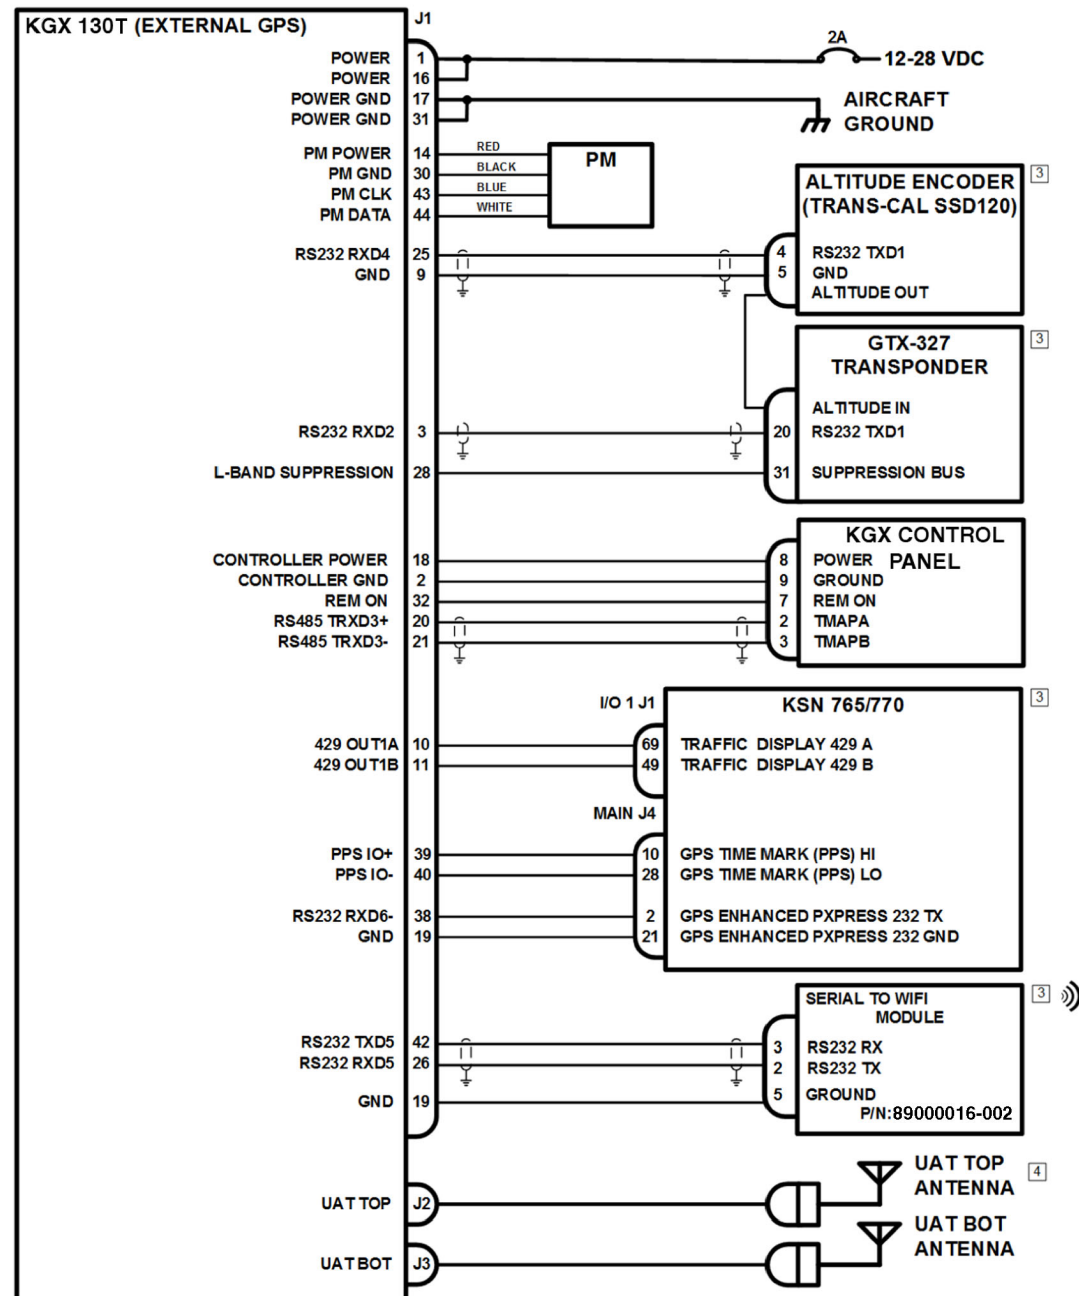 KGX 130T (EXTERNAL GPS)
J1
POWER 1
2A
12-28 VDC
POWER 16
POWER GND 17
AIRCRAFT
GROUND
POWER GND 31
PM POWER 14 RED
PM
PM GND 30 BLACK
PM CLK 43 BLUE
PM DATA 44 WHITE
ALTITUDE ENCODER
(TRANS-CAL SSD120)
3
RS232 RXD4 25
4 RS232 TXD1
GND 9
5 GND
ALTITUDE OUT
GTX-327
TRANSPONDER
3
ALTITUDE IN
RS232 RXD2 3
20 RS232 TXD1
L-BAND SUPPRESSION 28
31 SUPPRESSION BUS
KGX CONTROL
PANEL
CONTROLLER POWER 18
8 POWER
CONTROLLER GND 2
9 GROUND
REM ON 32
7 REM ON
RS485 TRXD3+ 20
2 TMAPA
RS485 TRXD3- 21
3 TMAPB
I/O 1 J1
KSN 765/770
3
429 OUT1A 10
69 TRAFFIC DISPLAY 429 A
429 OUT1B 11
49 TRAFFIC DISPLAY 429 B
MAIN J4
PPS IO+ 39
10 GPS TIME MARK (PPS) HI
PPS IO- 40
28 GPS TIME MARK (PPS) LO
RS232 RXD6- 38
2 GPS ENHANCED PXPRESS 232 TX
GND 19
21 GPS ENHANCED PXPRESS 232 GND
SERIAL TO WIFI
MODULE
3
RS232 TXD5 42
3 RS232 RX
RS232 RXD5 26
2 RS232 TX
GND 19
5 GROUND
P/N:89000016-002
UAT TOP
ANTENNA
4
UAT TOP J2
UAT BOT
ANTENNA
UAT BOT J3